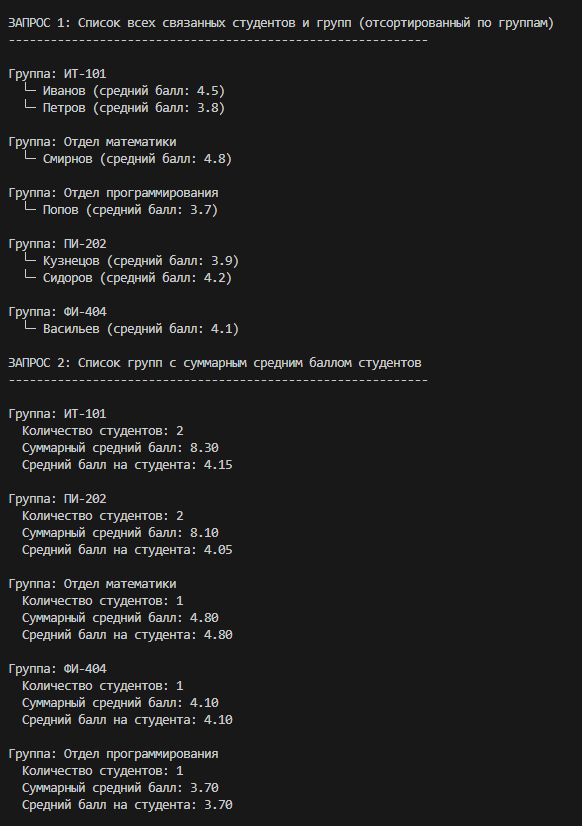 ЗАПРОС 1: Список всех связанных студентов и групп (отсортированный по группам)
------------------------------------------------------------
Группа: ИТ-101
  └─ Иванов (средний балл: 4.5)
  └─ Петров (средний балл: 3.8)
Группа: Отдел математики
  └─ Смирнов (средний балл: 4.8)
Группа: Отдел программирования
  └─ Попов (средний балл: 3.7)
Группа: ПИ-202
  └─ Кузнецов (средний балл: 3.9)
  └─ Сидоров (средний балл: 4.2)
Группа: ФИ-404
  └─ Васильев (средний балл: 4.1)
ЗАПРОС 2: Список групп с суммарным средним баллом студентов
------------------------------------------------------------
Группа: ИТ-101
  Количество студентов: 2
  Суммарный средний балл: 8.30
  Средний балл на студента: 4.15
Группа: ПИ-202
  Количество студентов: 2
  Суммарный средний балл: 8.10
  Средний балл на студента: 4.05
Группа: Отдел математики
  Количество студентов: 1
  Суммарный средний балл: 4.80
  Средний балл на студента: 4.80
Группа: ФИ-404
  Количество студентов: 1
  Суммарный средний балл: 4.10
  Средний балл на студента: 4.10
Группа: Отдел программирования
  Количество студентов: 1
  Суммарный средний балл: 3.70
  Средний балл на студента: 3.70